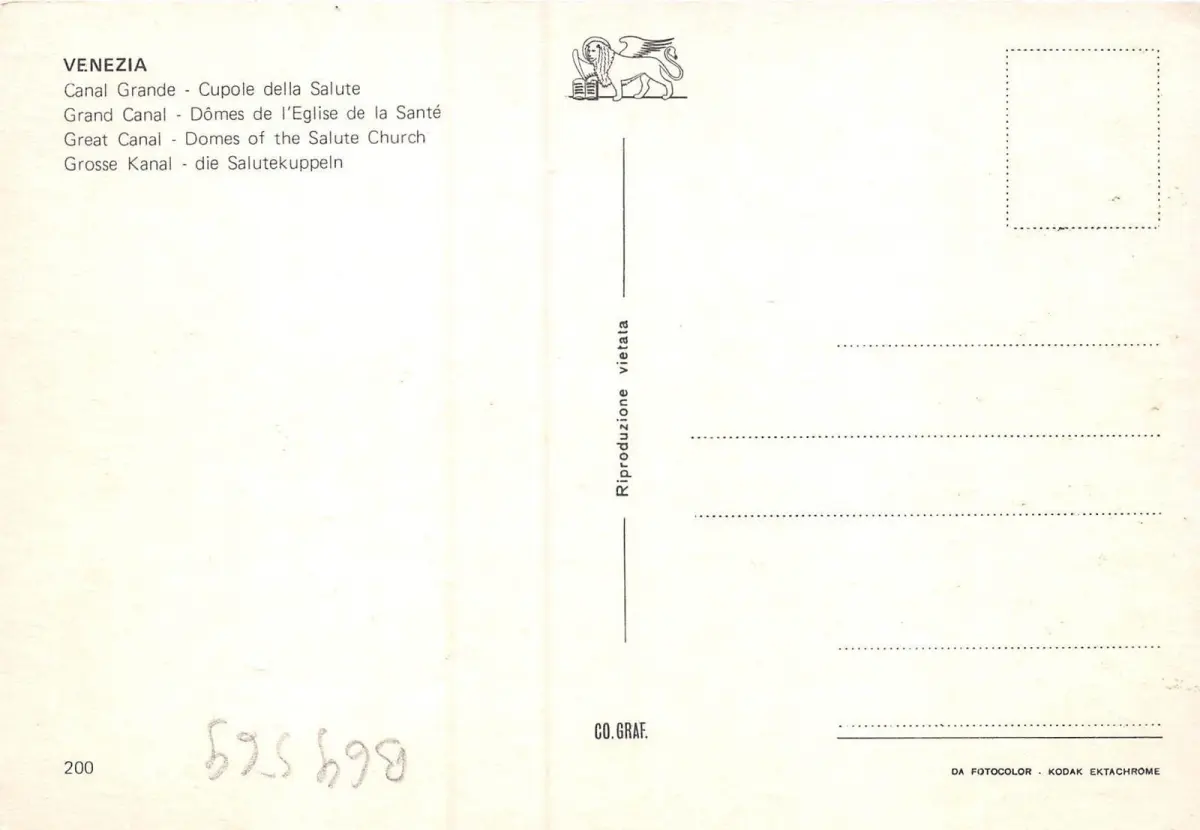 VENEZIA
Canal Grande - Cupole della Salute
Grand Canal - Dômes de l'Eglise de la Santé
Great Canal - Domes of the Salute Church
Grosse Kanal - die Salutekuppeln
200
Riproduzione vietata
CO. GRAF.
DA FOTOCOLOR - KODAK EKTACHROME